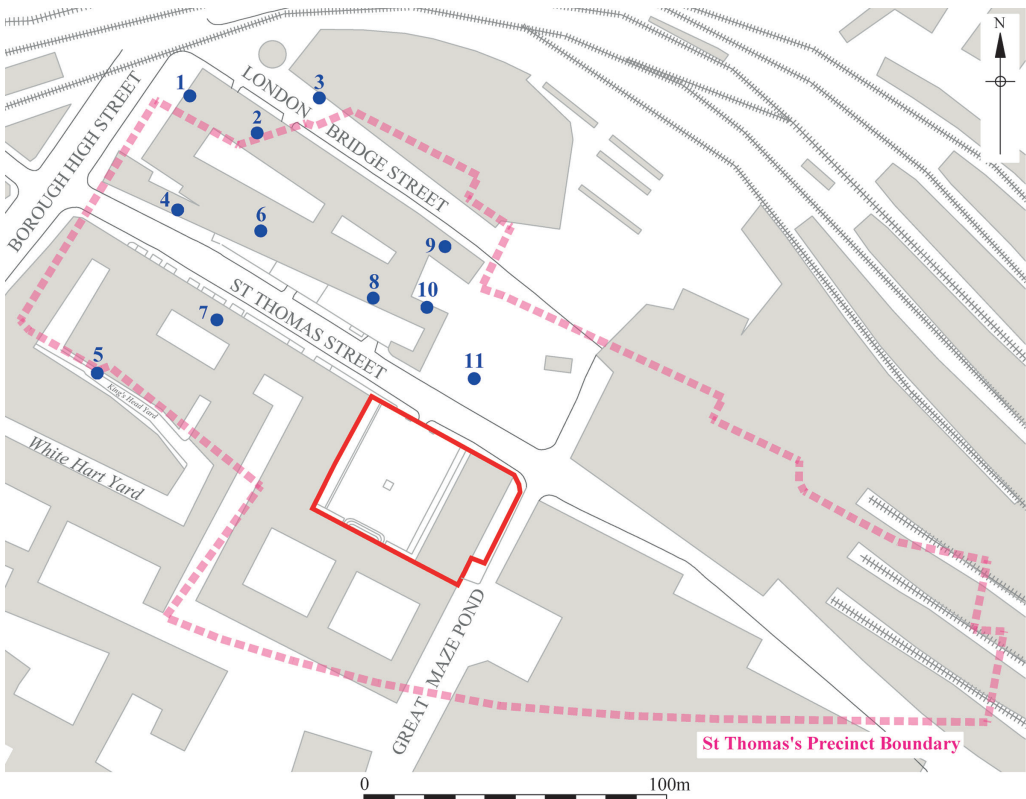 N
1
2
3
LONDON BRIDGE STREET
BOROUGH HIGH STREET
4
6
9
8
10
7
ST THOMAS STREET
5
King's Head Yard
11
White Hart Yard
GREAT MAZE POND
St Thomas's Precinct Boundary
0
100m